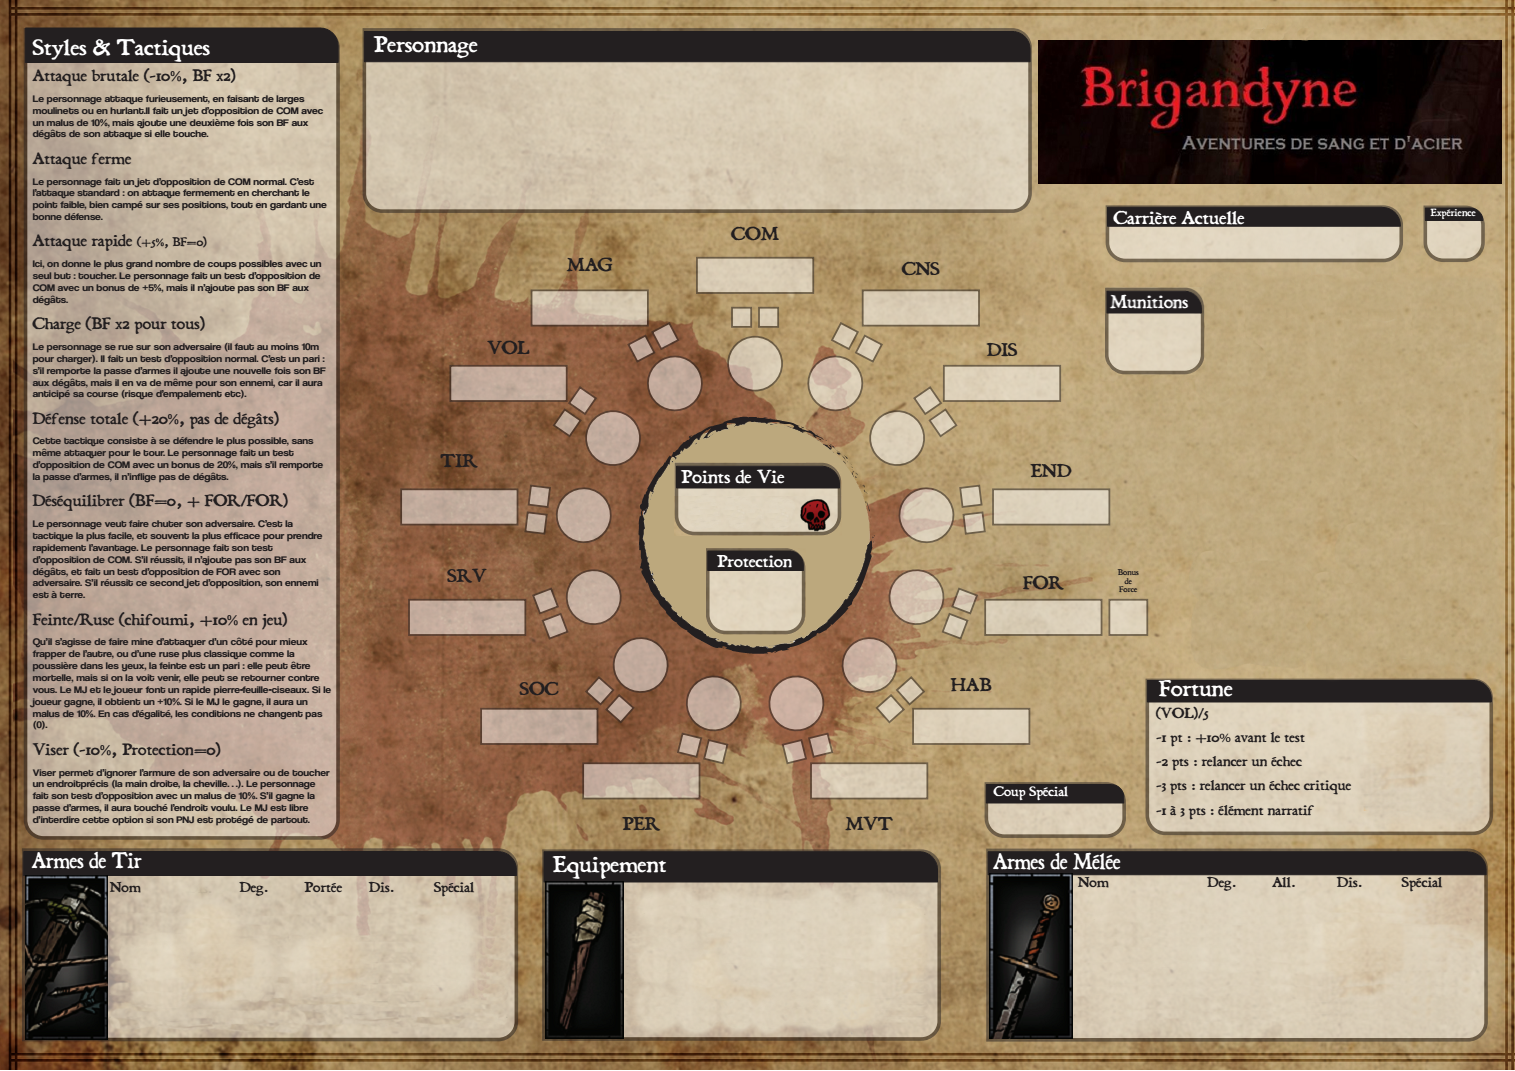 Styles & Tactiques
Attaque brutale (-10%, BF x2)
Le personnage attaque furieusement, en faisant de larges
moulinets ou en hurlant.Il fait un jet d'opposition de COM avec
un malus de 10%, mais ajoute une deuxième fois son BF aux
dégâts de son attaque si elle touche.
Attaque ferme
Le personnage fait un jet d'opposition de COM normal. C'est
l'attaque standard : on attaque fermement en cherchant le
point faible, bien campé sur ses positions, tout en gardant une
bonne défense.
Attaque rapide (+5%, BF=0)
Ici, on donne le plus grand nombre de coups possibles avec un
seul but : toucher. Le personnage fait un test d'opposition de
COM avec un bonus de +5%, mais il n'ajoute pas son BF aux
dégâts.
Charge (BF x2 pour tous)
Le personnage se rue sur son adversaire (il faut au moins 10m
pour charger). Il fait un test d'opposition normal. C'est un pari :
s'il remporte la passe d'armes il ajoute une nouvelle fois son BF
aux dégâts, mais il en va de même pour son ennemi, car il aura
anticipé sa course (risque d'empalement etc).
Défense totale (+20%, pas de dégâts)
Cette tactique consiste à se défendre le plus possible, sans
même attaquer pour le tour. Le personnage fait un test
d'opposition de COM avec un bonus de 20%, mais s'il remporte
la passe d'armes, il n'inflige pas de dégâts.
Déséquilibrer (BF=0, + FOR/FOR)
Le personnage veut faire chuter son adversaire. C'est la
tactique la plus facile, et souvent la plus efficace pour prendre
rapidement l'avantage. Le personnage fait son test
d'opposition de COM. S'il réussit, il n'ajoute pas son BF aux
dégâts, et fait un test d'opposition de FOR avec son
adversaire. S'il réussit ce second jet d'opposition, son ennemi
est à terre.
Feinte/Ruse (chifoumi, +10% en jeu)
Qu'il s'agisse de faire mine d'attaquer d'un côté pour mieux
frapper de l'autre, ou d'une ruse plus classique comme la
poussière dans les yeux, la feinte est un pari : elle peut être
mortelle, mais si on la voit venir, elle peut se retourner contre
vous. Le MJ et le joueur font un rapide pierre-feuille-ciseaux. Si le
joueur gagne, il obtient un +10%. Si le MJ le gagne, il aura un
malus de 10%. En cas d'égalité, les conditions ne changent pas
(0).
Viser (-10%, Protection=0)
Viser permet d'ignorer l'armure de son adversaire ou de toucher
un endroitprécis (la main droite, la cheville...). Le personnage
fait son test d'opposition avec un malus de 10%. S'il gagne la
passe d'armes, il aura touché l'endroit voulu. Le MJ est libre
d'interdire cette option si son PNJ est protégé de partout.
Personnage
Brigandyne
AVENTURES DE SANG ET D'ACIER
Carrière Actuelle
Expérience
Munitions
COM
MAG
CNS
VOL
DIS
TIR
END
Points de Vie
Protection
SRV
FOR
Bonus
de
Force
SOC
HAB
PER
MVT
Fortune
(VOL)/5
-1 pt : +10% avant le test
-2 pts : relancer un échec
-3 pts : relancer un échec critique
-1 à 3 pts : élément narratif
Coup Spécial
Armes de Tir
Nom Deg. Portée Dis. Spécial
Equipement
Armes de Mélée
Nom Deg. All. Dis. Spécial